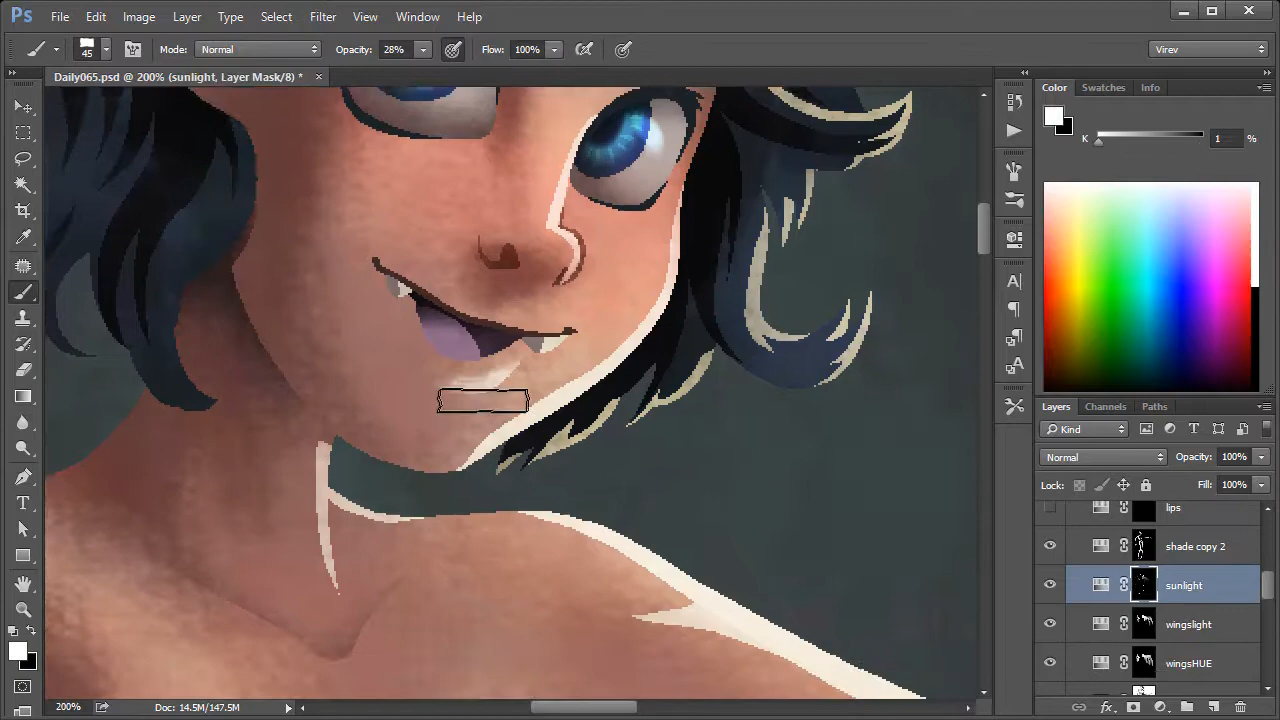 Ps File Edit Image Layer Type Select Filter View Window Help
45 Mode: Normal Opacity: 28% Flow: 100% Virev
Daily065.psd @ 200% (sunlight, Layer Mask/8) * ×
Color Swatches Info
K 1 %
Layers Channels Paths
Kind
Normal Opacity: 100%
Lock: Fill: 100%
lips
shade copy 2
sunlight
wingslight
wingsHUE
200% Doc: 14.5M/147.5M